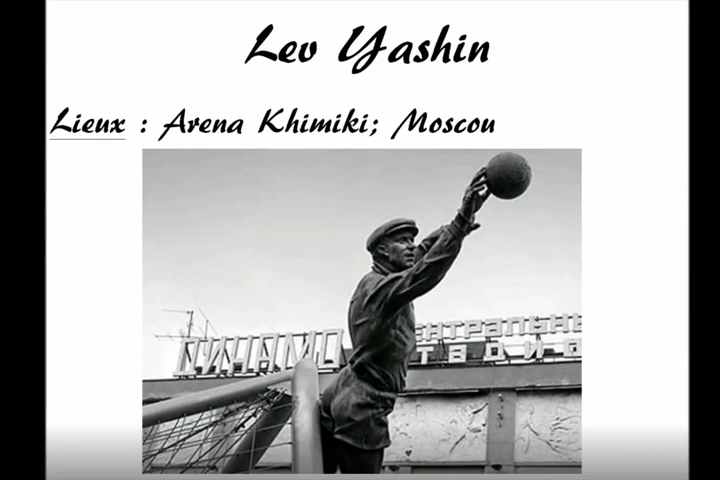 Lev Yashin
Lieux : Arena Khimiki; Moscou
ДИНАМО